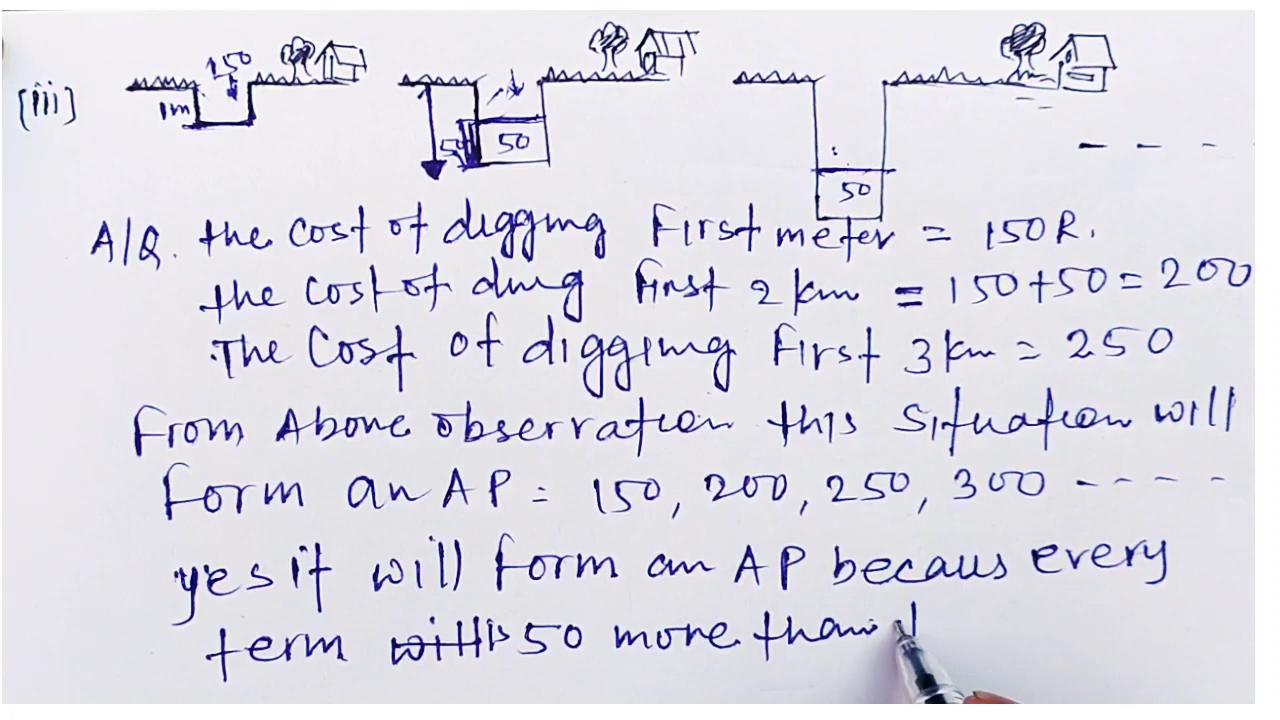 (iii)
150
1m
50
50
50
A/Q. the cost of digging First meter = 150 R.
the cost of ding First 2 km = 150+50 = 200
The Cost of digging First 3 km = 250
From Above observation this situation will
Form an AP = 150, 200, 250, 300 - - - -
yes it will Form an AP becaus every
term is 50 more than